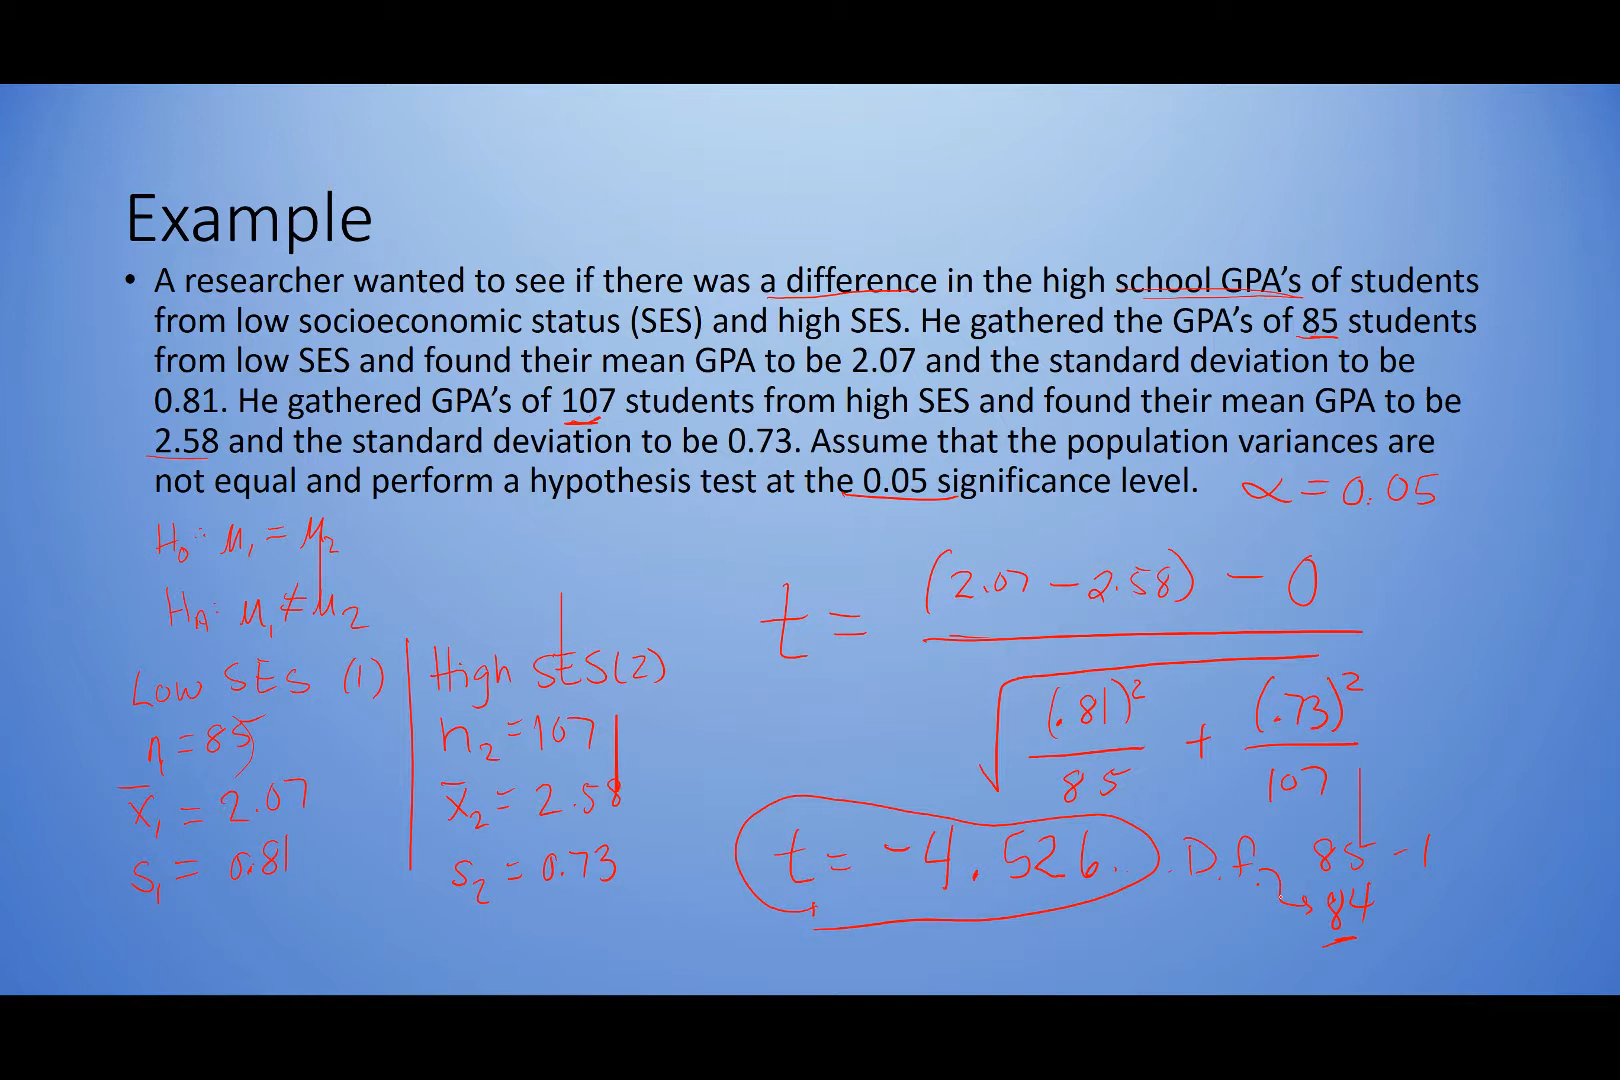 Example
• A researcher wanted to see if there was a difference in the high school GPA’s of students
from low socioeconomic status (SES) and high SES. He gathered the GPA’s of 85 students
from low SES and found their mean GPA to be 2.07 and the standard deviation to be
0.81. He gathered GPA’s of 107 students from high SES and found their mean GPA to be
2.58 and the standard deviation to be 0.73. Assume that the population variances are
not equal and perform a hypothesis test at the 0.05 significance level.
α = 0.05
H₀: μ₁ = μ₂
Hₐ: μ₁ ≠ μ₂
Low SES (1)
n = 85
x̄₁ = 2.07
s₁ = 0.81
High SES (2)
n₂ = 107
x̄₂ = 2.58
s₂ = 0.73
t = (2.07 − 2.58) − 0
√ (.81)² / 85 + (.73)² / 107
t = −4.526...
D.f. 85 − 1
84